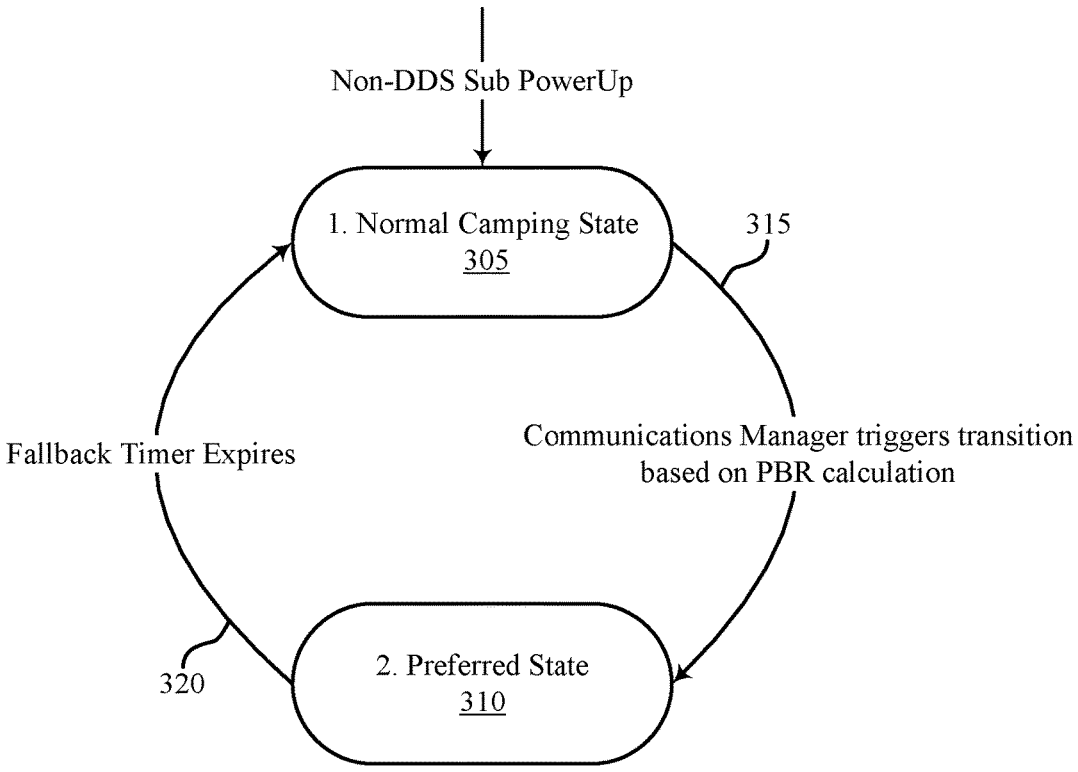 Non-DDS Sub PowerUp
1. Normal Camping State
305
315
Communications Manager triggers transition
based on PBR calculation
Fallback Timer Expires
2. Preferred State
310
320